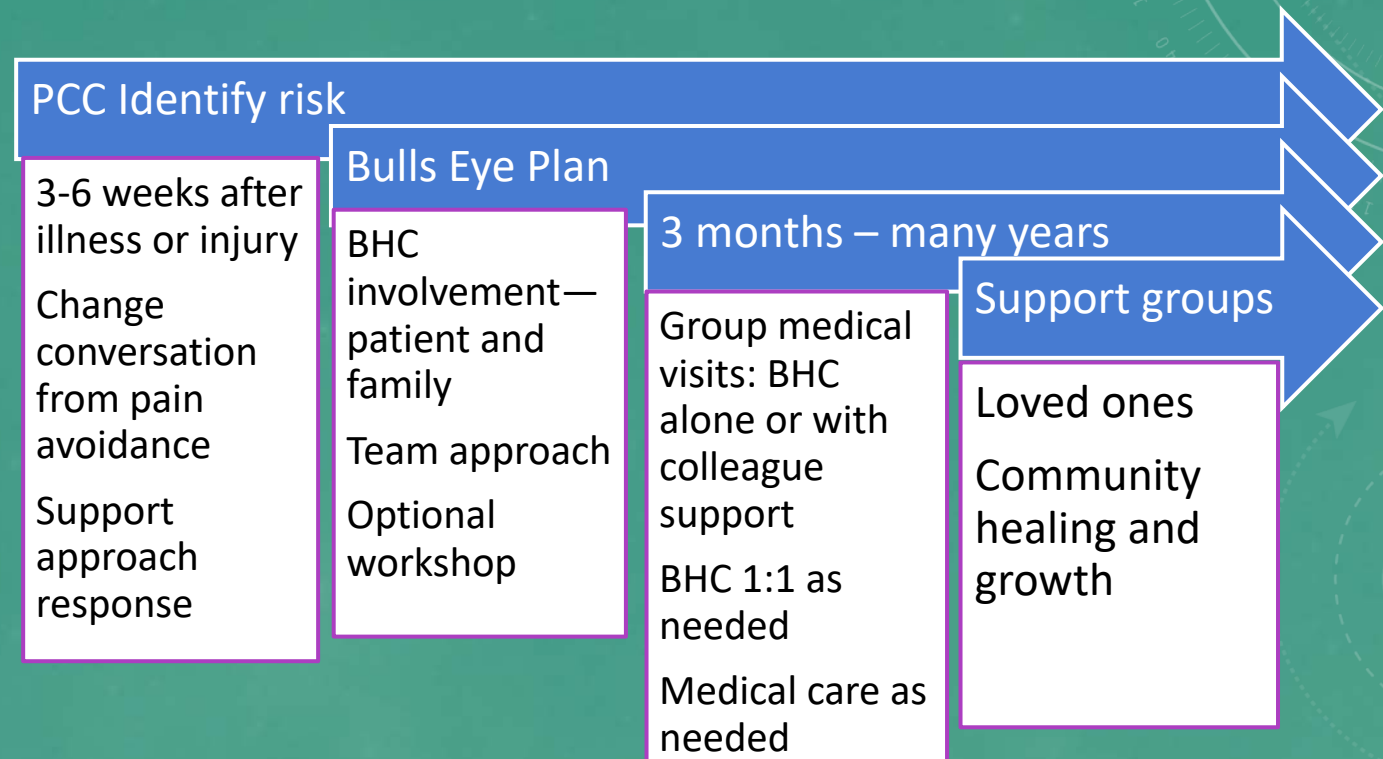 PCC Identify risk
3-6 weeks after
illness or injury
Change
conversation
from pain
avoidance
Support
approach
response
Bulls Eye Plan
BHC
involvement—
patient and
family
Team approach
Optional
workshop
3 months – many years
Group medical
visits: BHC
alone or with
colleague
support
BHC 1:1 as
needed
Medical care as
needed
Support groups
Loved ones
Community
healing and
growth